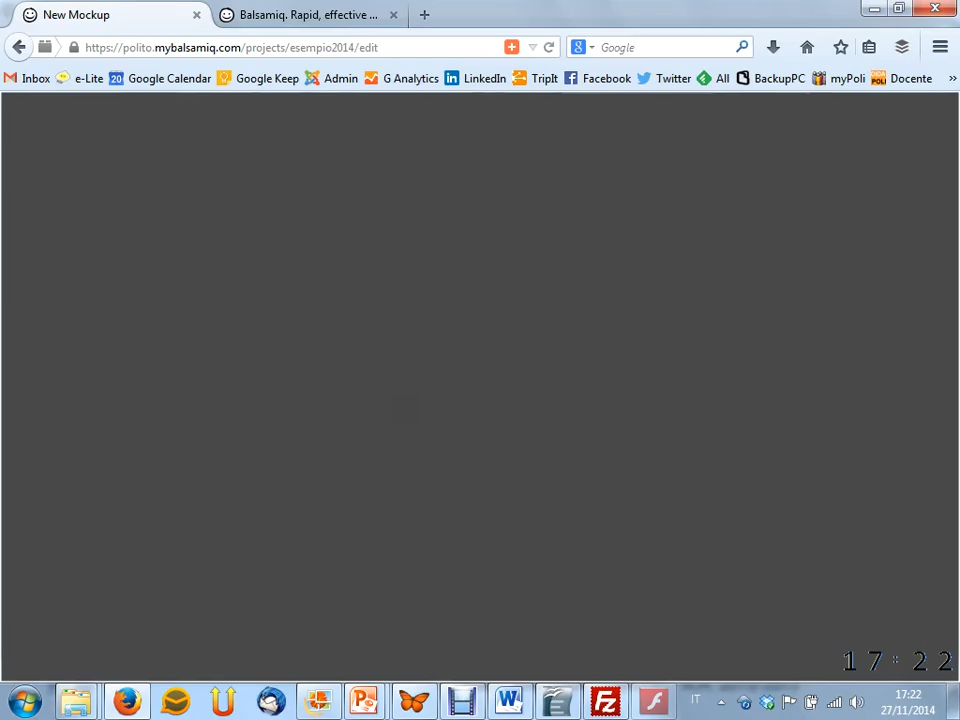 New Mockup
Balsamiq. Rapid, effective ...
https://polito.mybalsamiq.com/projects/esempio2014/edit
Google
Inbox e-Lite 20 Google Calendar Google Keep Admin G Analytics LinkedIn TripIt Facebook Twitter All BackupPC myPoli Docente »
17:22
IT
17:22
27/11/2014